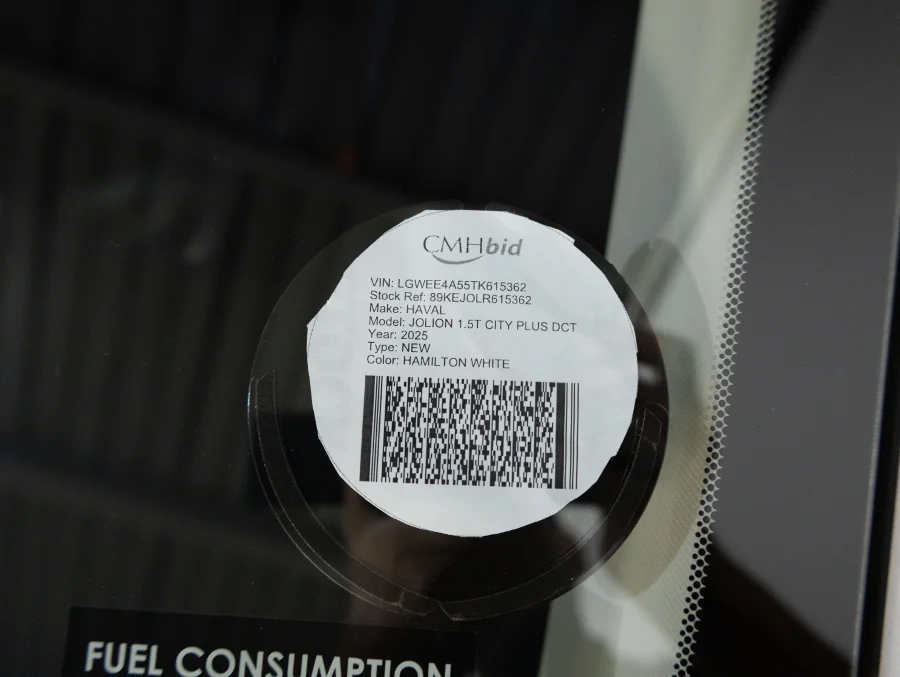 CMHbid
VIN: LGWEE4A55TK615362
Stock Ref: 89KEJOLR615362
Make: HAVAL
Model: JOLION 1.5T CITY PLUS DCT
Year: 2025
Type: NEW
Color: HAMILTON WHITE
FUEL CONSUMPTION